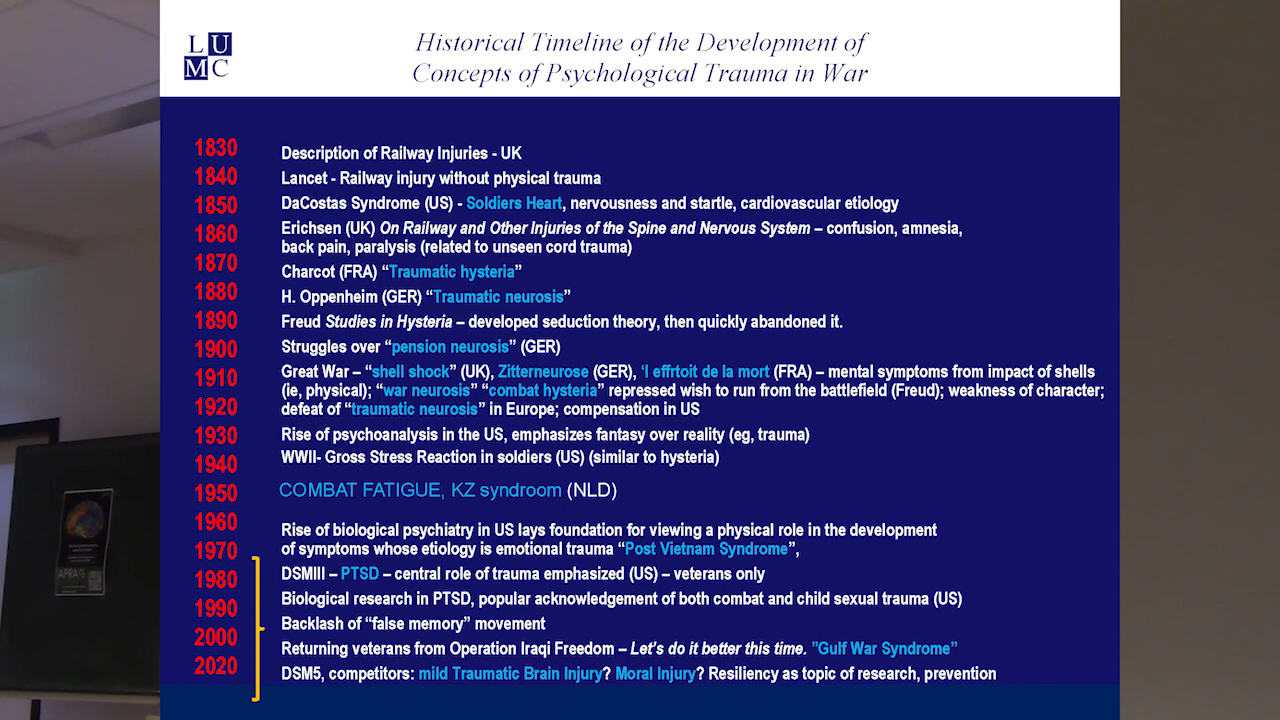 LU
MC
Historical Timeline of the Development of
Concepts of Psychological Trauma in War
1830
1840
1850
1860
1870
1880
1890
1900
1910
1920
1930
1940
1950
1960
1970
1980
1990
2000
2020
Description of Railway Injuries - UK
Lancet - Railway injury without physical trauma
DaCostas Syndrome (US) - Soldiers Heart, nervousness and startle, cardiovascular etiology
Erichsen (UK) On Railway and Other Injuries of the Spine and Nervous System – confusion, amnesia,
back pain, paralysis (related to unseen cord trauma)
Charcot (FRA) “Traumatic hysteria”
H. Oppenheim (GER) “Traumatic neurosis”
Freud Studies in Hysteria – developed seduction theory, then quickly abandoned it.
Struggles over “pension neurosis” (GER)
Great War – “shell shock” (UK), Zitterneurose (GER), ‘l effrtoit de la mort (FRA) – mental symptoms from impact of shells
(ie, physical); “war neurosis” “combat hysteria” repressed wish to run from the battlefield (Freud); weakness of character;
defeat of “traumatic neurosis” in Europe; compensation in US
Rise of psychoanalysis in the US, emphasizes fantasy over reality (eg, trauma)
WWII- Gross Stress Reaction in soldiers (US) (similar to hysteria)
COMBAT FATIGUE, KZ syndroom (NLD)
Rise of biological psychiatry in US lays foundation for viewing a physical role in the development
of symptoms whose etiology is emotional trauma “Post Vietnam Syndrome”,
DSMIII – PTSD – central role of trauma emphasized (US) – veterans only
Biological research in PTSD, popular acknowledgement of both combat and child sexual trauma (US)
Backlash of “false memory” movement
Returning veterans from Operation Iraqi Freedom – Let’s do it better this time. ”Gulf War Syndrome”
DSM5, competitors: mild Traumatic Brain Injury? Moral Injury? Resiliency as topic of research, prevention